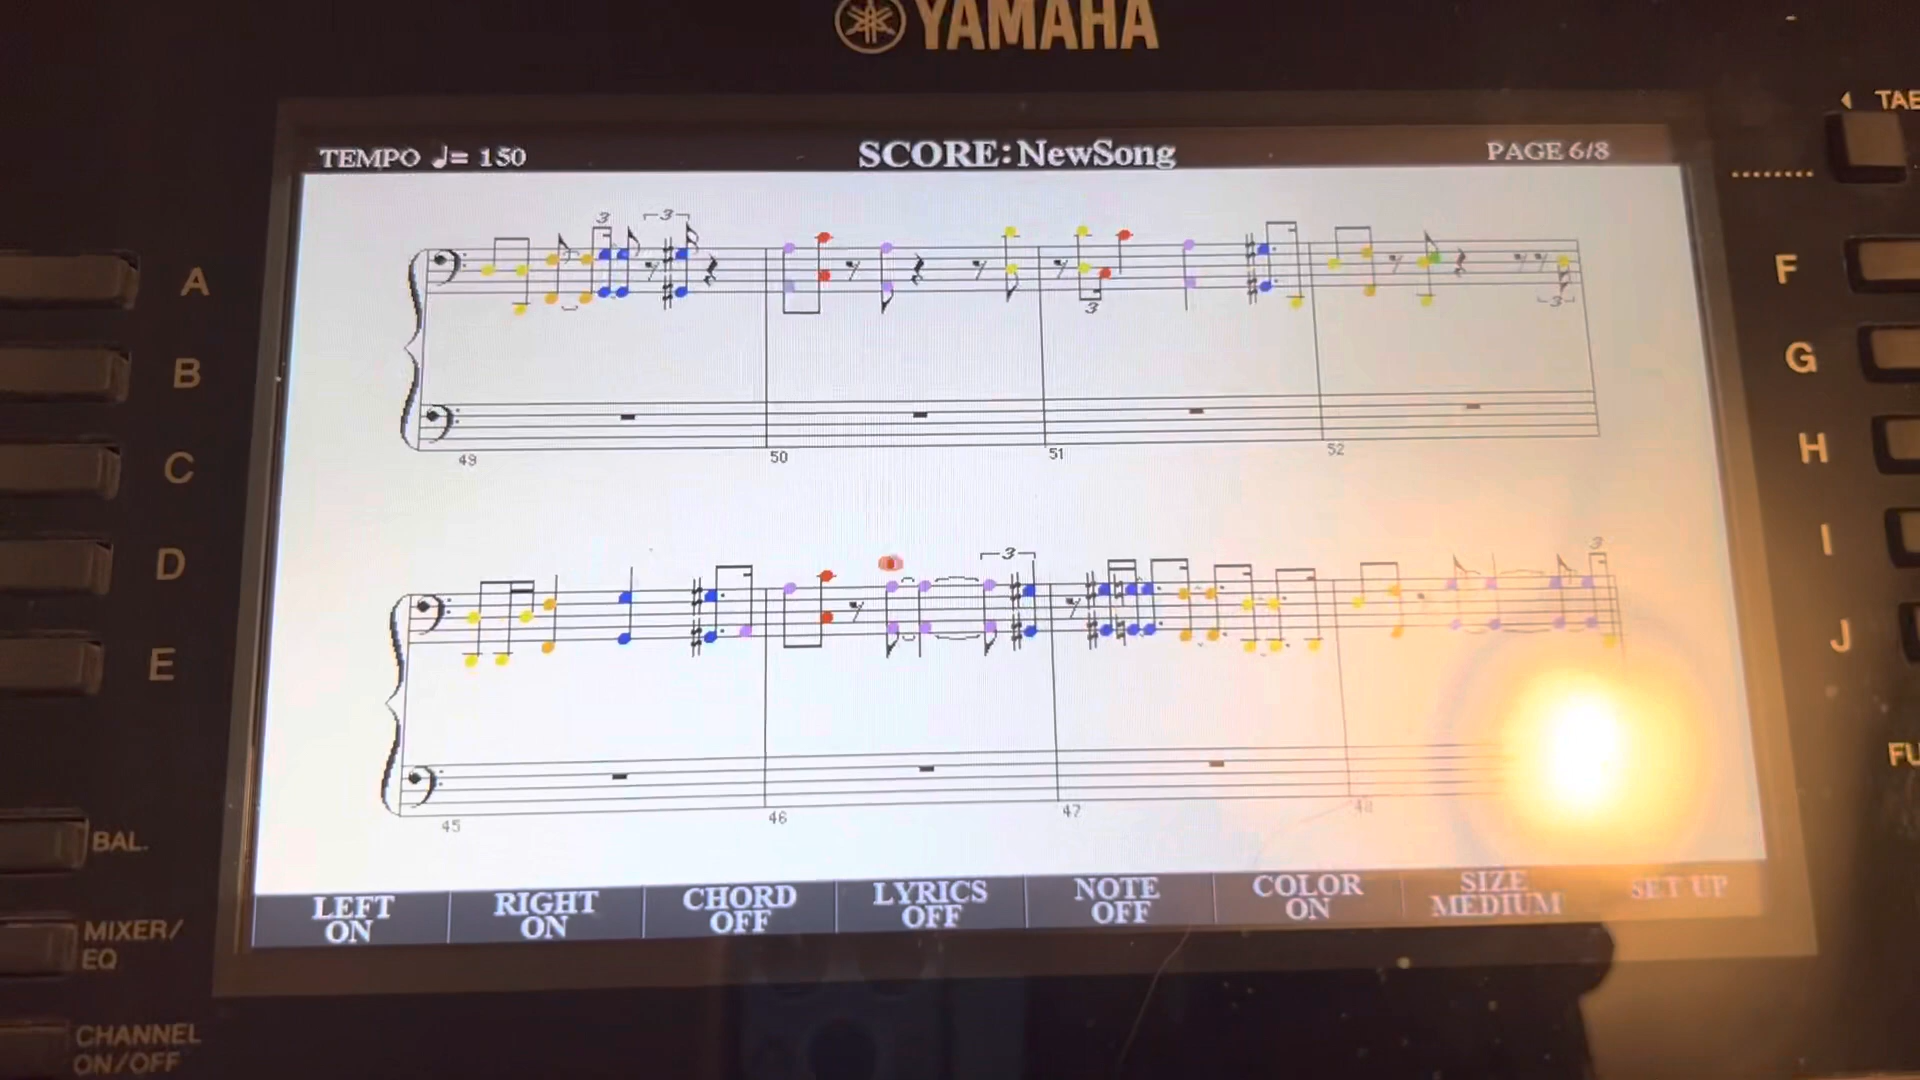 YAMAHA
TAB
TEMPO ♩= 150
SCORE: NewSong
PAGE 6/8
3
3
A
B
C
D
E
F
G
H
I
J
3
3
49
50
51
52
3
3
45
46
47
48
BAL.
MIXER/
EQ
CHANNEL
ON/OFF
LEFT
ON
RIGHT
ON
CHORD
OFF
LYRICS
OFF
NOTE
OFF
COLOR
ON
SIZE
MEDIUM
SET UP